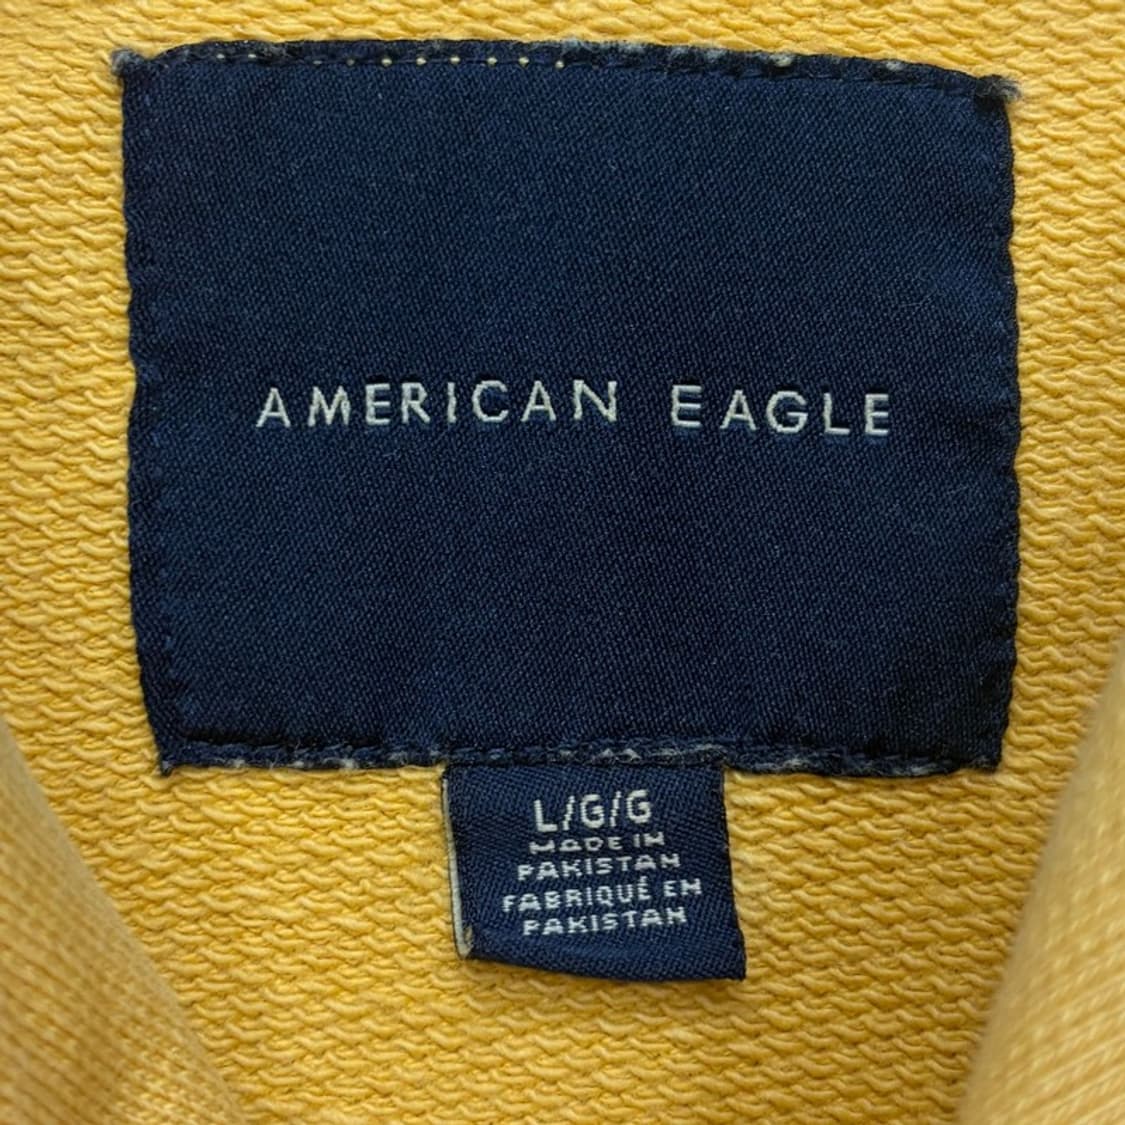 AMERICAN EAGLE
L/G/G
MADE IN
PAKISTAN
FABRIQUÉ EN
PAKISTAN